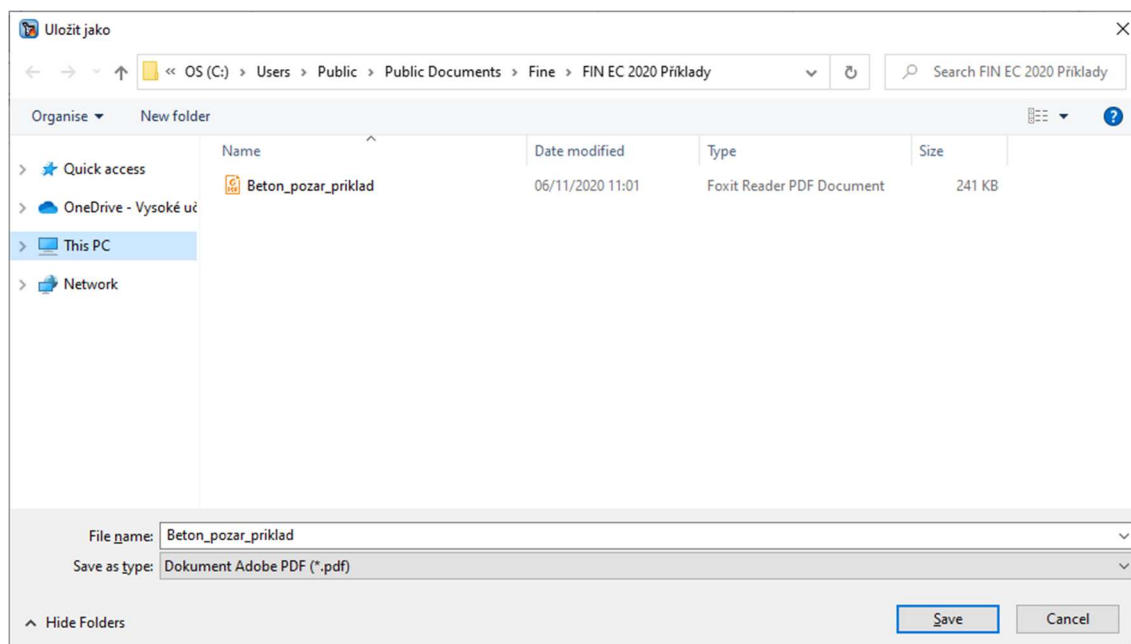 Uložit jako
« OS (C:) > Users > Public > Public Documents > Fine > FIN EC 2020 Příklady
Search FIN EC 2020 Příklady
Organise New folder
Name Date modified Type Size
Quick access
Beton_pozar_priklad 06/11/2020 11:01 Foxit Reader PDF Document 241 KB
OneDrive - Vysoké uč
This PC
Network
File name: Beton_pozar_priklad
Save as type: Dokument Adobe PDF (*.pdf)
Hide Folders Save Cancel